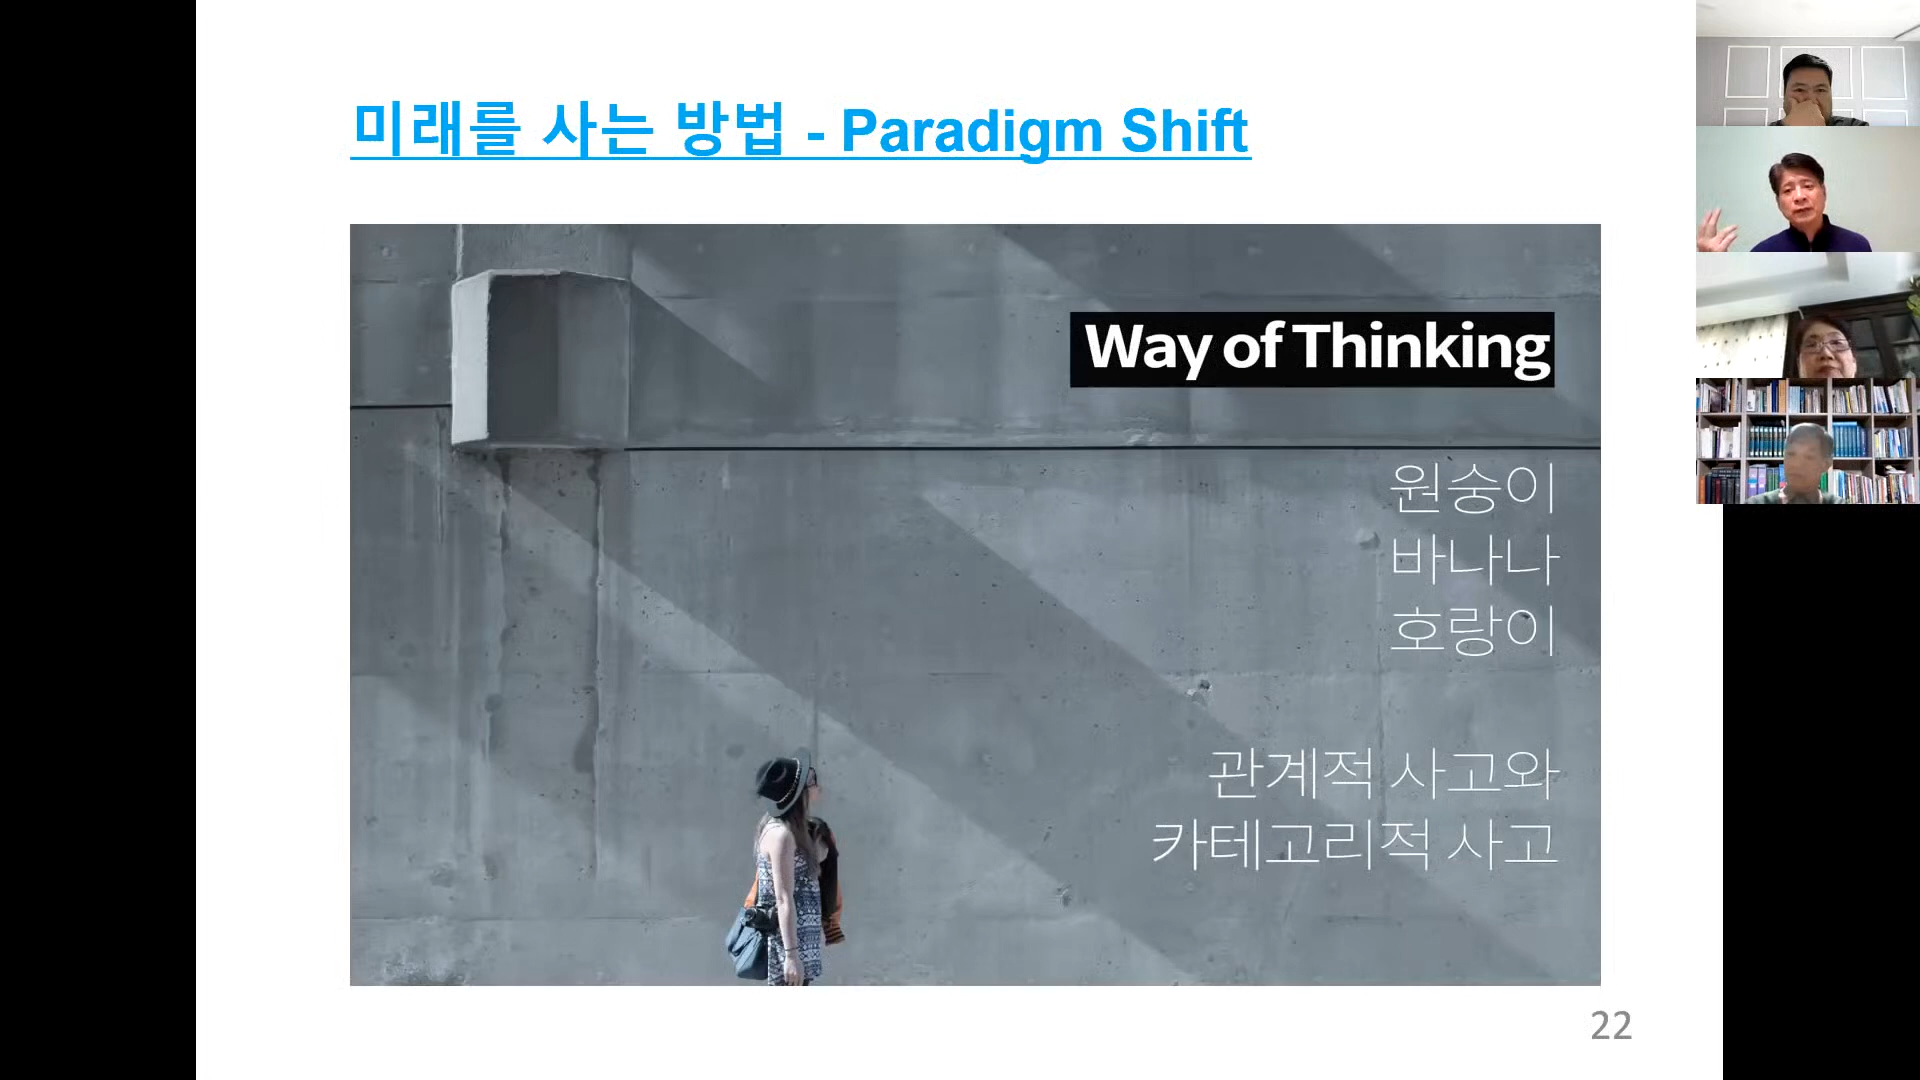 미래를 사는 방법 - Paradigm Shift
Way of Thinking
원숭이
바나나
호랑이
관계적 사고와
카테고리적 사고
22